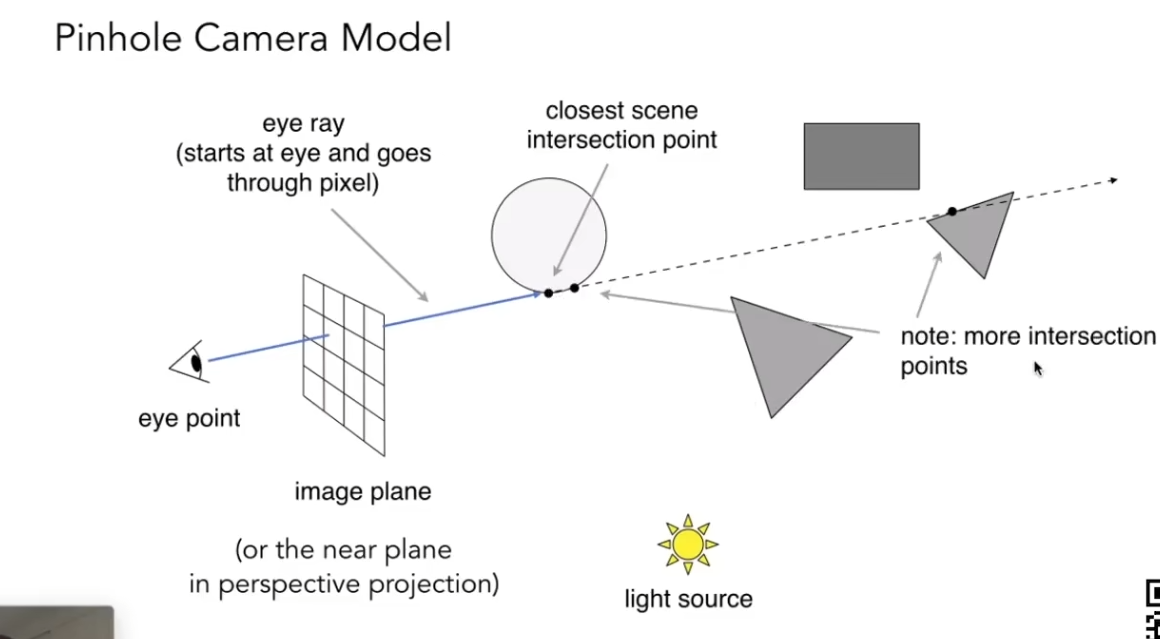 Pinhole Camera Model
eye ray
(starts at eye and goes
through pixel)
closest scene
intersection point
note: more intersection
points
eye point
image plane
(or the near plane
in perspective projection)
light source